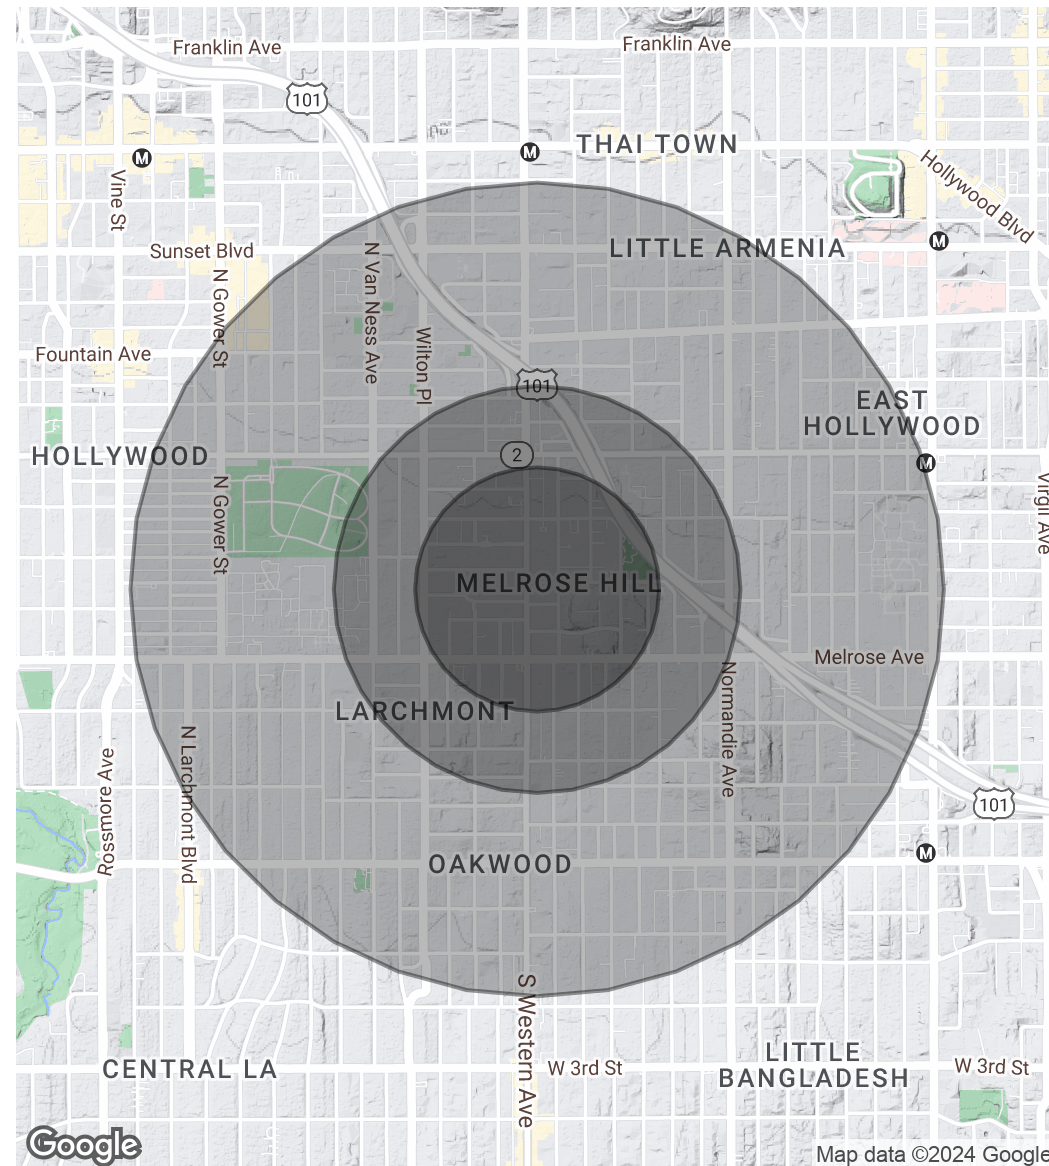 Franklin Ave
Franklin Ave
101
THAI TOWN
M
M
Hollywood Blvd
Vine St
M
Sunset Blvd
LITTLE ARMENIA
N Van Ness Ave
N Gower St
Wilton Pl
Fountain Ave
101
EAST
HOLLYWOOD
HOLLYWOOD
2
M
N Gower St
Virgil Ave
MELROSE HILL
Melrose Ave
Normandie Ave
LARCHMONT
N Larchmont Blvd
Rossmore Ave
101
M
OAKWOOD
S Western Ave
CENTRAL LA
W 3rd St
LITTLE
BANGLADESH
W 3rd St
Google
Map data ©2024 Google